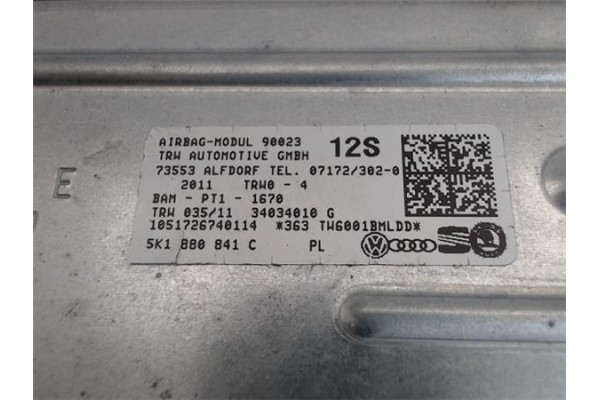 AIRBAG-MODUL 90023 12S
TRW AUTOMOTIVE GMBH
73553 ALFDORF TEL. 07172/302-0
2011 TRW0 - 4
BAM - PT1 - 1670
TRW 035/11 34034010 G
1051726740114 *363 TW6001BMLDD*
5K1 880 841 C PL
E